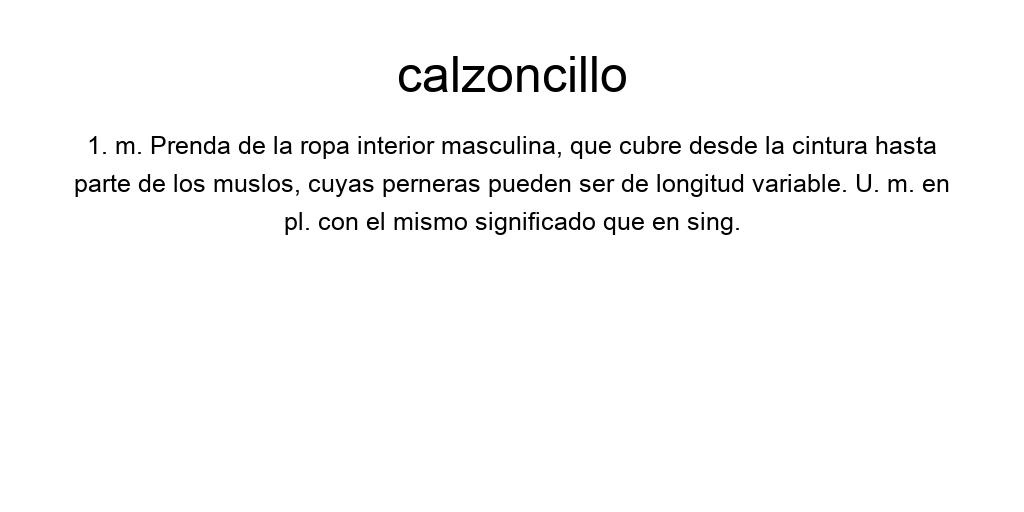 calzoncillo
1. m. Prenda de la ropa interior masculina, que cubre desde la cintura hasta
parte de los muslos, cuyas perneras pueden ser de longitud variable. U. m. en
pl. con el mismo significado que en sing.